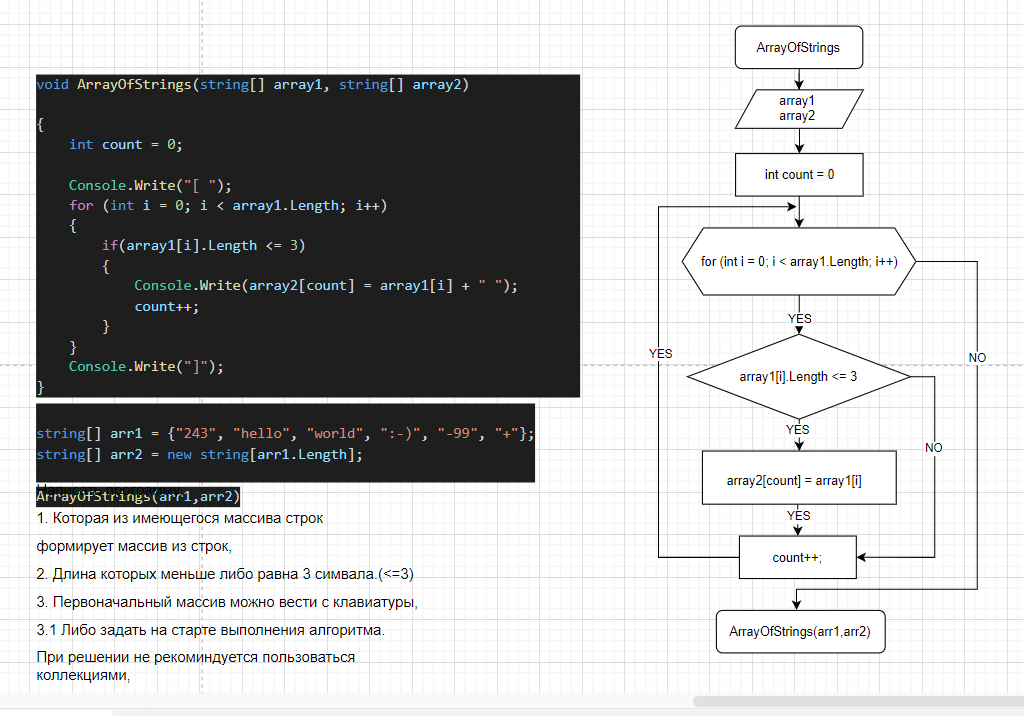 void ArrayOfStrings(string[] array1, string[] array2)
{
int count = 0;
Console.Write("[ ");
for (int i = 0; i < array1.Length; i++)
{
if(array1[i].Length <= 3)
{
Console.Write(array2[count] = array1[i] + " ");
count++;
}
}
Console.Write("]");
}
string[] arr1 = {"243", "hello", "world", ":-)", "-99", "+"};
string[] arr2 = new string[arr1.Length];
ArrayOfStrings(arr1,arr2)
1. Которая из имеющегося массива строк
формирует массив из строк,
2. Длина которых меньше либо равна 3 симвала.(<=3)
3. Первоначальный массив можно вести с клавиатуры,
3.1 Либо задать на старте выполнения алгоритма.
При решении не рекоминдуется пользоваться
коллекциями,
ArrayOfStrings
array1
array2
int count = 0
for (int i = 0; i < array1.Length; i++)
YES
YES
NO
array1[i].Length <= 3
YES
NO
array2[count] = array1[i]
YES
count++;
ArrayOfStrings(arr1,arr2)